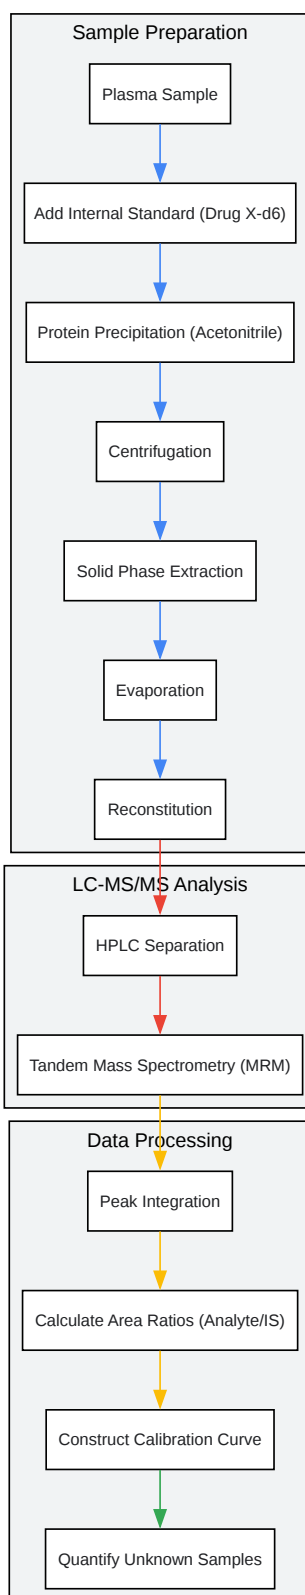 Sample Preparation
Plasma Sample
Add Internal Standard (Drug X-d6)
Protein Precipitation (Acetonitrile)
Centrifugation
Solid Phase Extraction
Evaporation
Reconstitution
LC-MS/MS Analysis
HPLC Separation
Tandem Mass Spectrometry (MRM)
Data Processing
Peak Integration
Calculate Area Ratios (Analyte/IS)
Construct Calibration Curve
Quantify Unknown Samples